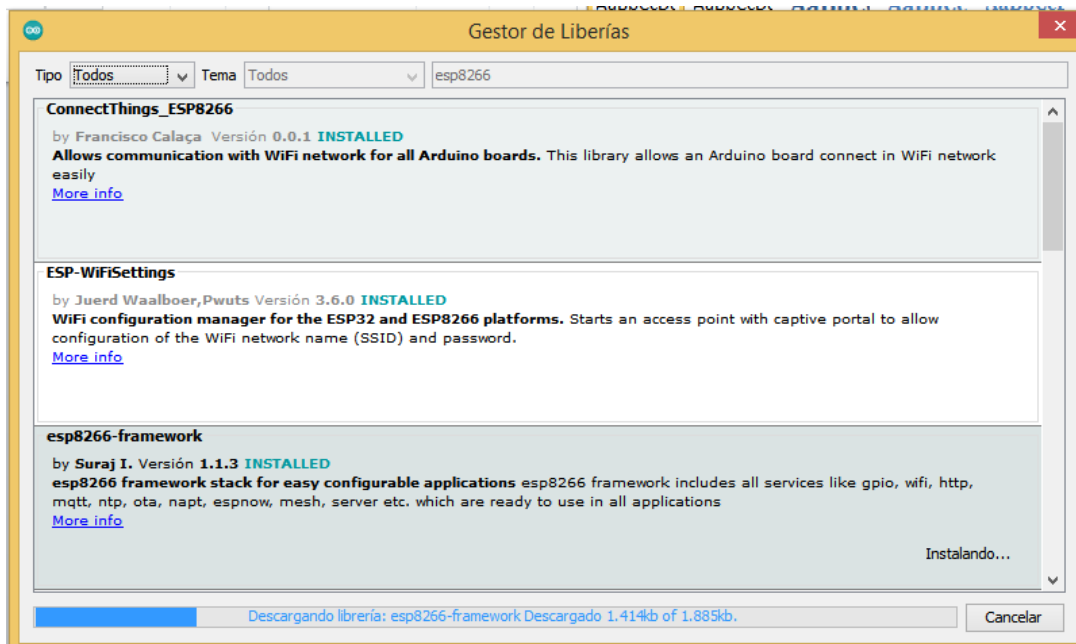 Gestor de Liberías
Tipo Todos Tema Todos esp8266
ConnectThings_ESP8266
by Francisco Calaça Versión 0.0.1 INSTALLED
Allows communication with WiFi network for all Arduino boards. This library allows an Arduino board connect in WiFi network
easily
More info
ESP-WiFiSettings
by Juerd Waalboer,Pwuts Versión 3.6.0 INSTALLED
WiFi configuration manager for the ESP32 and ESP8266 platforms. Starts an access point with captive portal to allow
configuration of the WiFi network name (SSID) and password.
More info
esp8266-framework
by Suraj I. Versión 1.1.3 INSTALLED
esp8266 framework stack for easy configurable applications esp8266 framework includes all services like gpio, wifi, http,
mqtt, ntp, ota, napt, espnow, mesh, server etc. which are ready to use in all applications
More info
Instalando...
Descargando librería: esp8266-framework Descargado 1.414kb of 1.885kb.
Cancelar